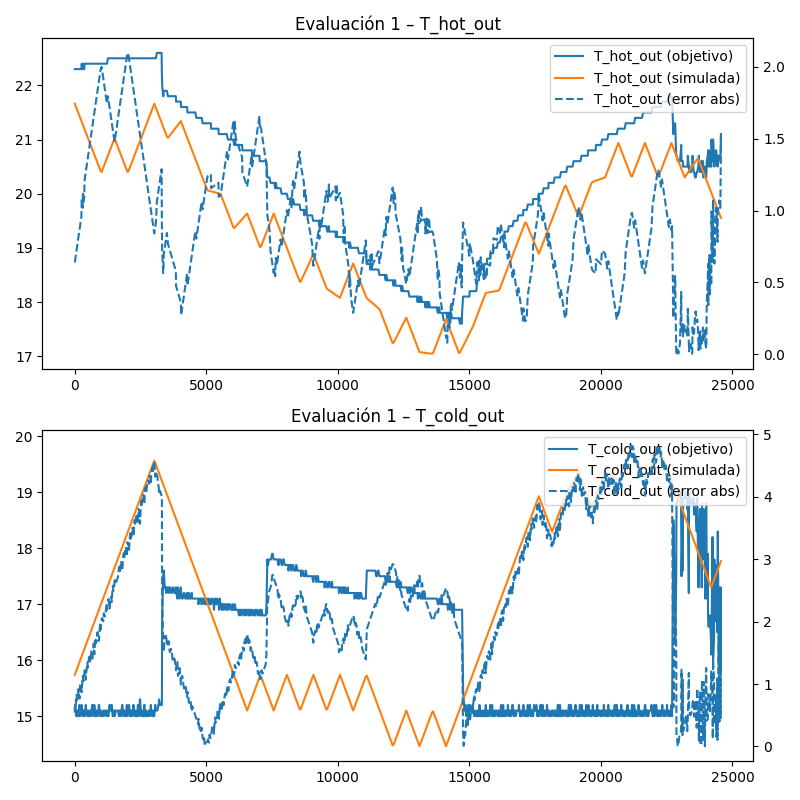 Evaluación 1 – T_hot_out
T_hot_out (objetivo)
T_hot_out (simulada)
T_hot_out (error abs)
22
21
20
19
18
17
2.0
1.5
1.0
0.5
0.0
0 5000 10000 15000 20000 25000
Evaluación 1 – T_cold_out
T_cold_out (objetivo)
T_cold_out (simulada)
T_cold_out (error abs)
20
19
18
17
16
15
5
4
3
2
1
0
0 5000 10000 15000 20000 25000